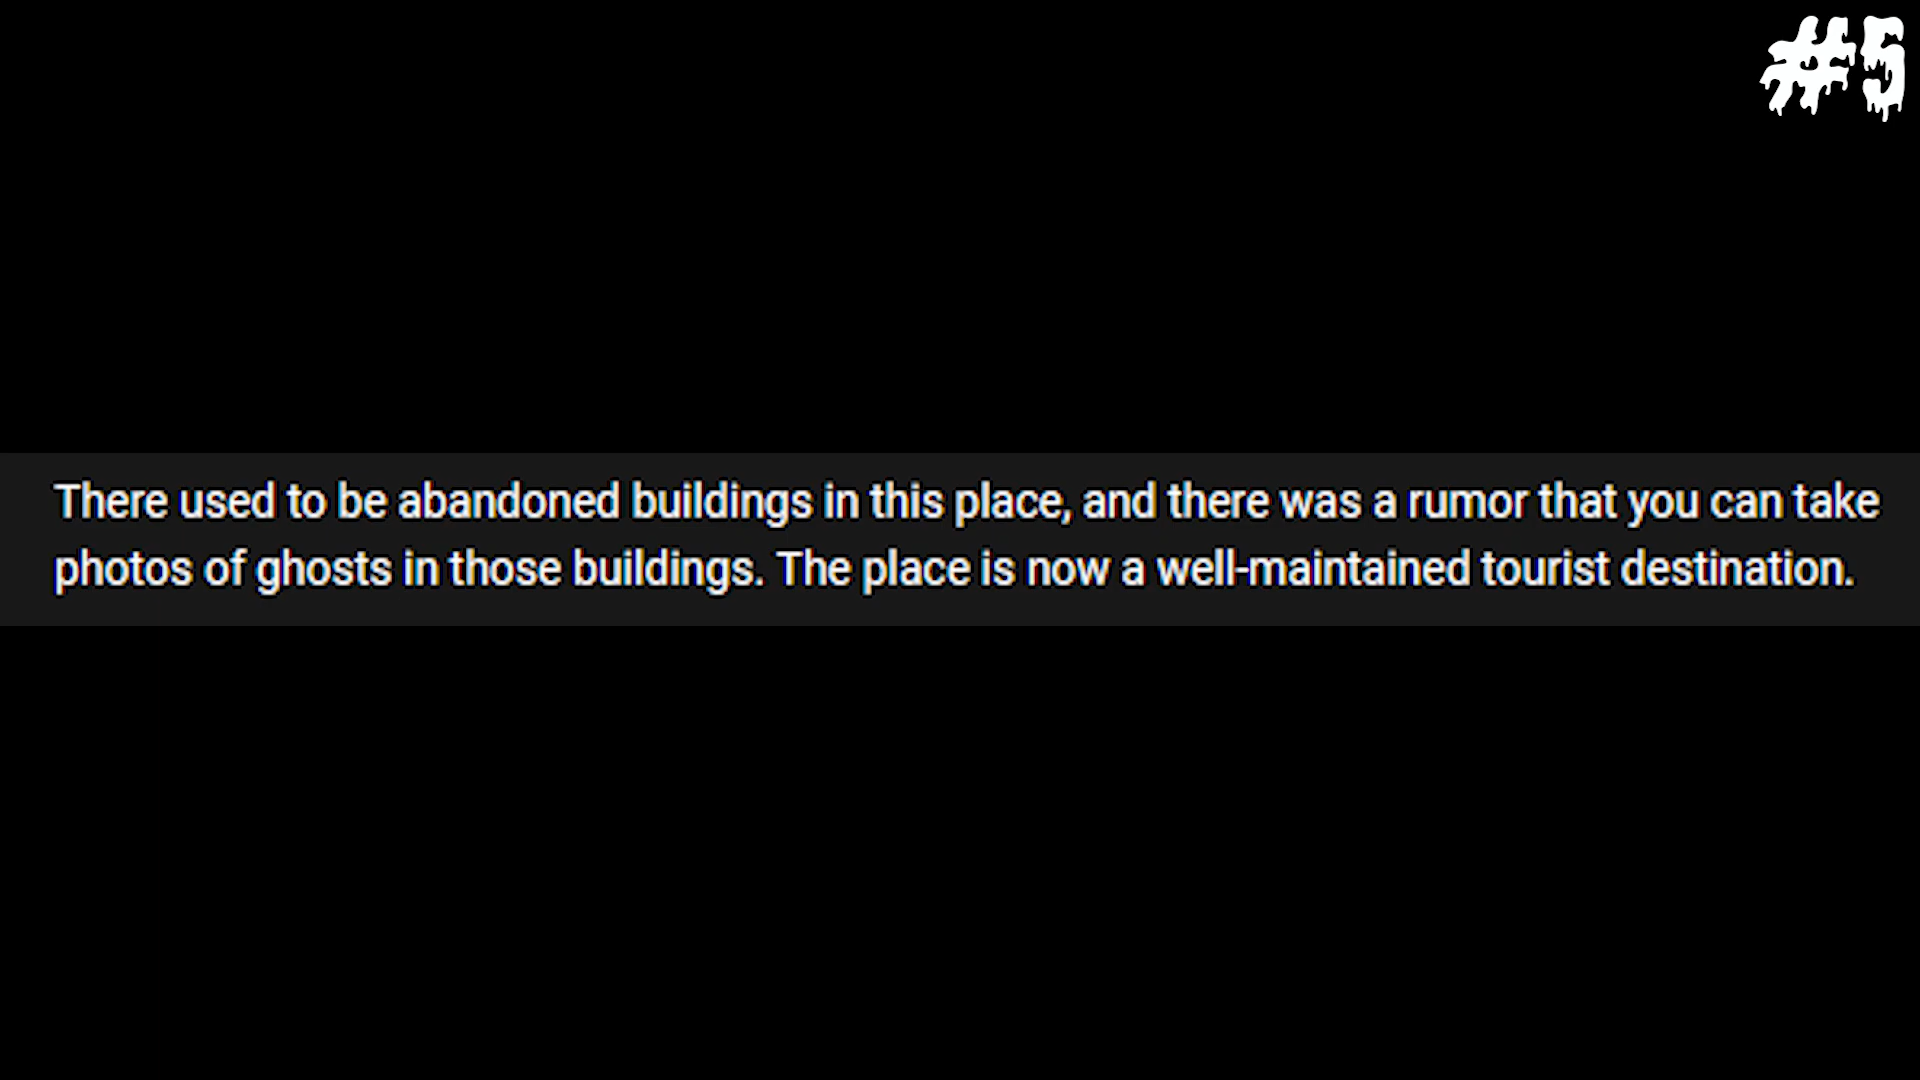 #5
There used to be abandoned buildings in this place, and there was a rumor that you can take
photos of ghosts in those buildings. The place is now a well-maintained tourist destination.